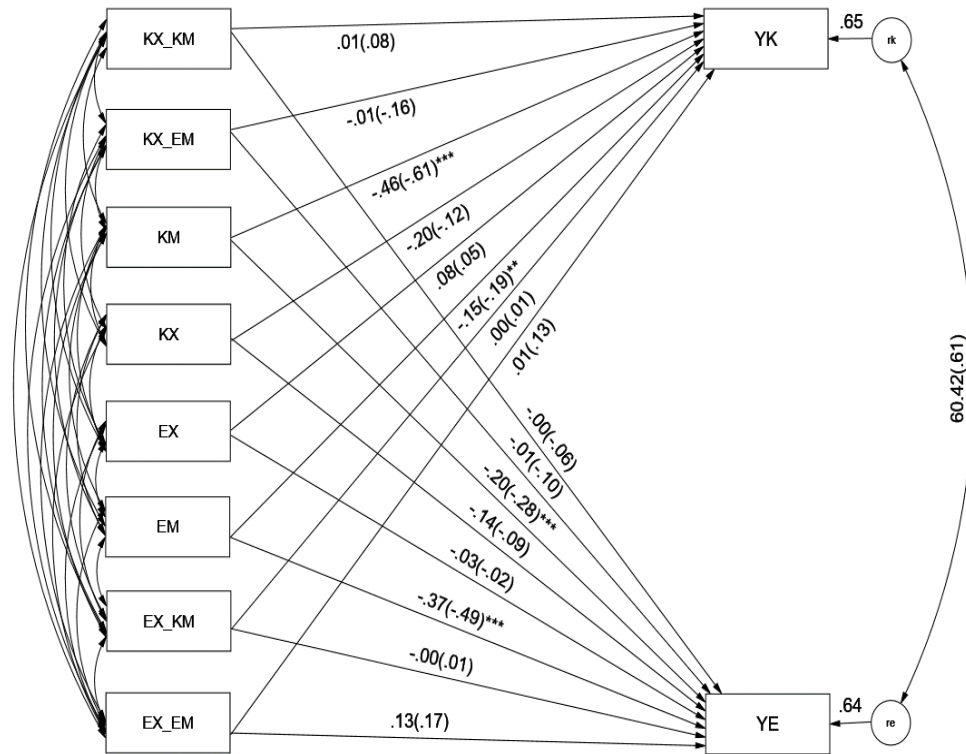 KX_KM
.01(.08)
YK
.65
rk
KX_EM
-.01(-.16)
KM
-.46(-.61)***
KX
-.20(-.12)
.08(.05)
EX
-.15(-.19)**
.00(.01)
.01(.13)
60.42(.61)
EM
-.00(-.06)
-.01(-.10)
-.20(-.28)***
-.14(-.09)
-.03(-.02)
-.37(-.49)***
EX_KM
-.00(.01)
EX_EM
.13(.17)
YE
.64
re